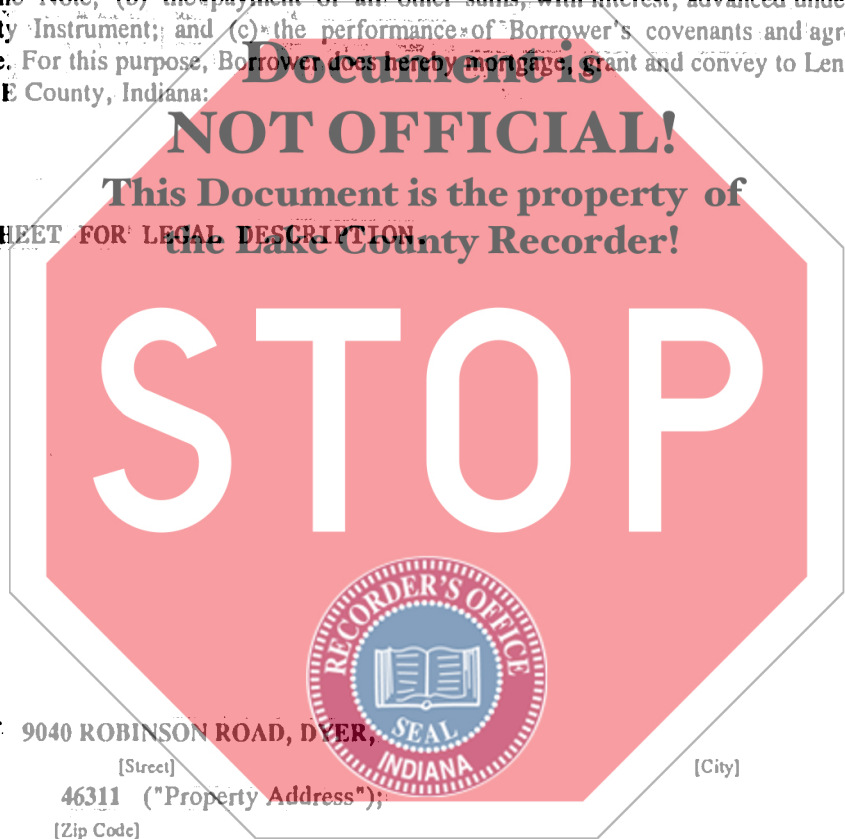 Note, (b) the payment of all other sums, with interest, advanced unde
ty Instrument; and (c) the performance of Borrower's covenants and agr
e. For this purpose, Borrower does hereby mortgage, grant and convey to Len
E County, Indiana:
Document is
NOT OFFICIAL!
This Document is the property of
HEET FOR LEGAL DESCRIPTION.
the Lake County Recorder!
STOP
RECORDER'S OFFICE
SEAL
INDIANA
9040 ROBINSON ROAD, DYER,
[Street] [City]
46311 ("Property Address");
[Zip Code]